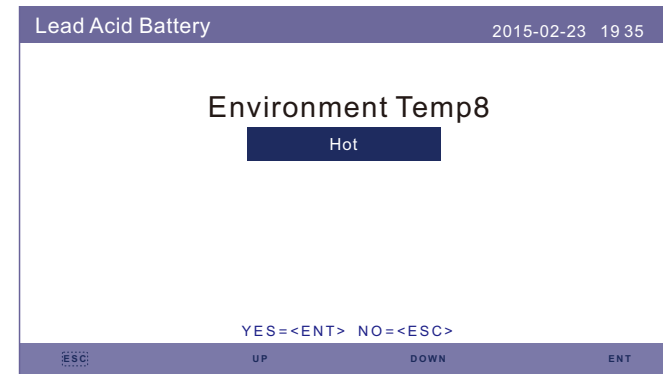 Lead Acid Battery 2015-02-23 19 35
Environment Temp8
Hot
YES=<ENT> NO=<ESC>
ESC UP DOWN ENT